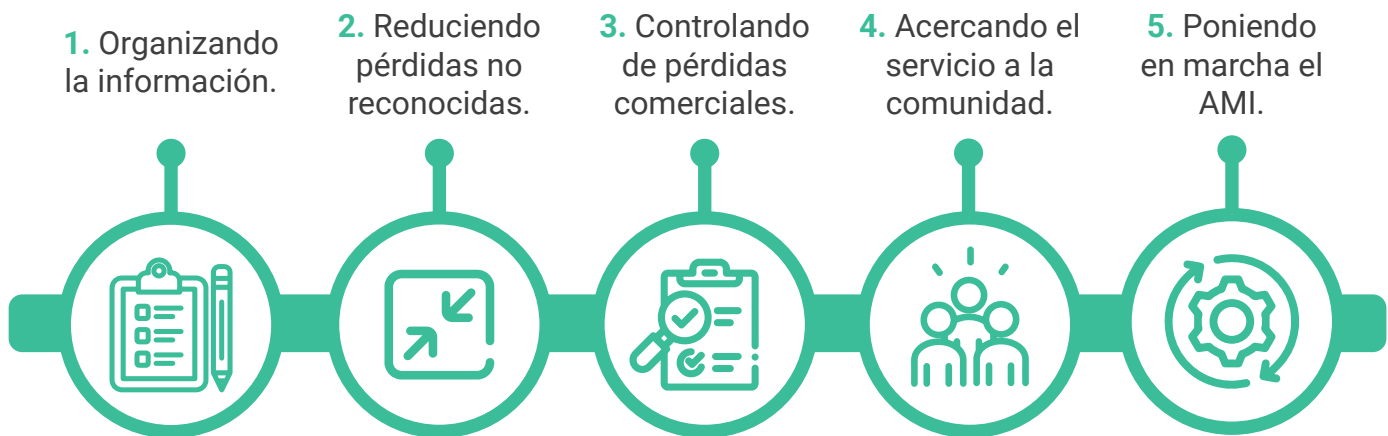 1. Organizando
la información.
2. Reduciendo
pérdidas no
reconocidas.
3. Controlando
de pérdidas
comerciales.
4. Acercando el
servicio a la
comunidad.
5. Poniendo
en marcha el
AMI.